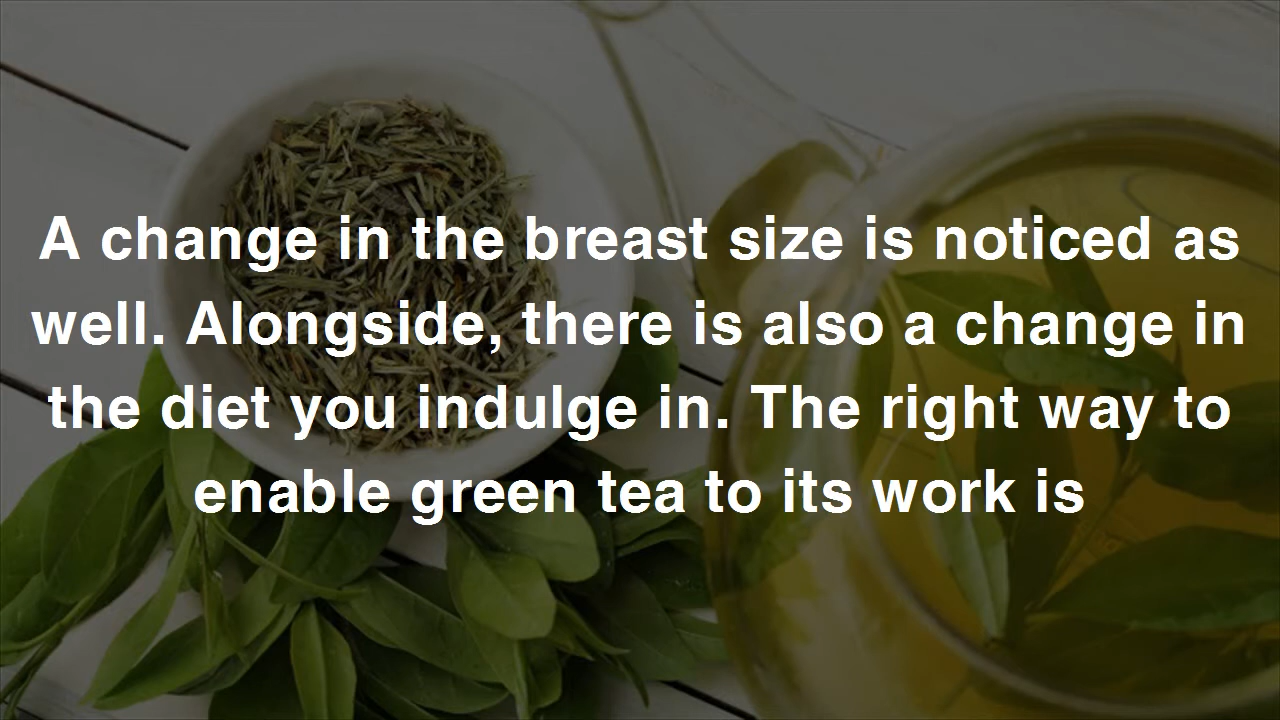 A change in the breast size is noticed as
well. Alongside, there is also a change in
the diet you indulge in. The right way to
enable green tea to its work is